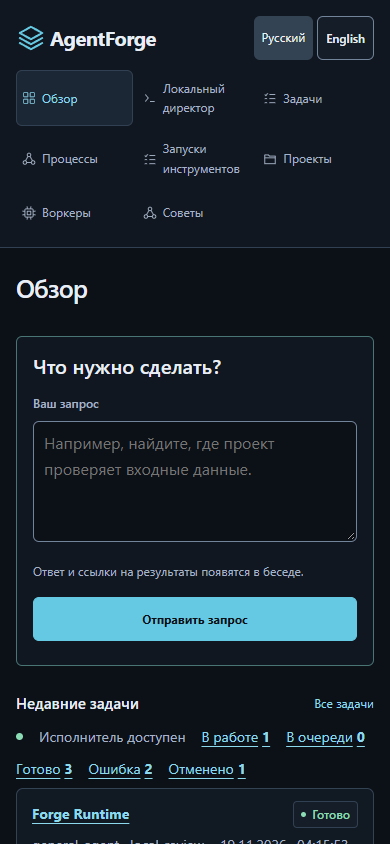 AgentForge
Русский
English
Обзор
Локальный
директор
Задачи
Процессы
Запуски
инструментов
Проекты
Воркеры
Советы
Обзор
Что нужно сделать?
Ваш запрос
Например, найдите, где проект
проверяет входные данные.
Ответ и ссылки на результаты появятся в беседе.
Отправить запрос
Недавние задачи
Все задачи
Исполнитель доступен
В работе 1
В очереди 0
Готово 3
Ошибка 2
Отменено 1
Forge Runtime
Готово